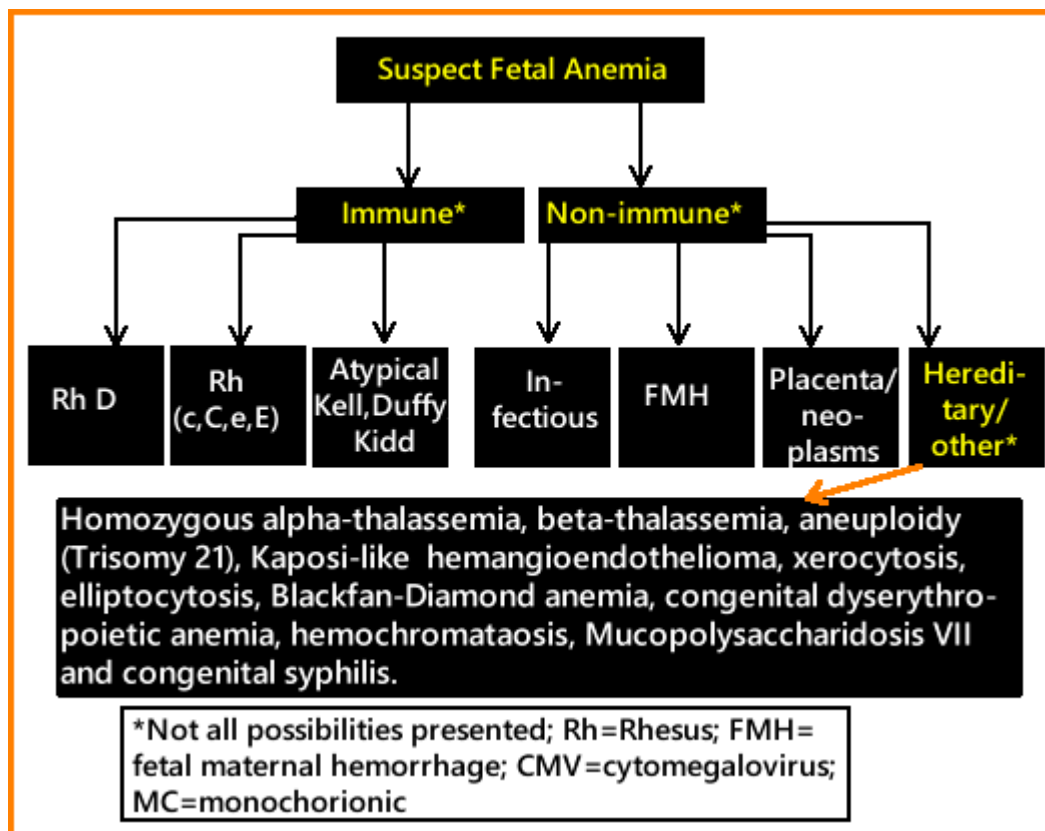 Suspect Fetal Anemia
Immune*
Non-immune*
Rh D
Rh
(c,C,e,E)
Atypical
Kell,Duffy
Kidd
In-
fectious
FMH
Placenta/
neo-
plasms
Heredi-
tary/
other*
Homozygous alpha-thalassemia, beta-thalassemia, aneuploidy
(Trisomy 21), Kaposi-like hemangioendothelioma, xerocytosis,
elliptocytosis, Blackfan-Diamond anemia, congenital dyserythro-
poietic anemia, hemochromataosis, Mucopolysaccharidosis VII
and congenital syphilis.
*Not all possibilities presented; Rh=Rhesus; FMH=
fetal maternal hemorrhage; CMV=cytomegalovirus;
MC=monochorionic